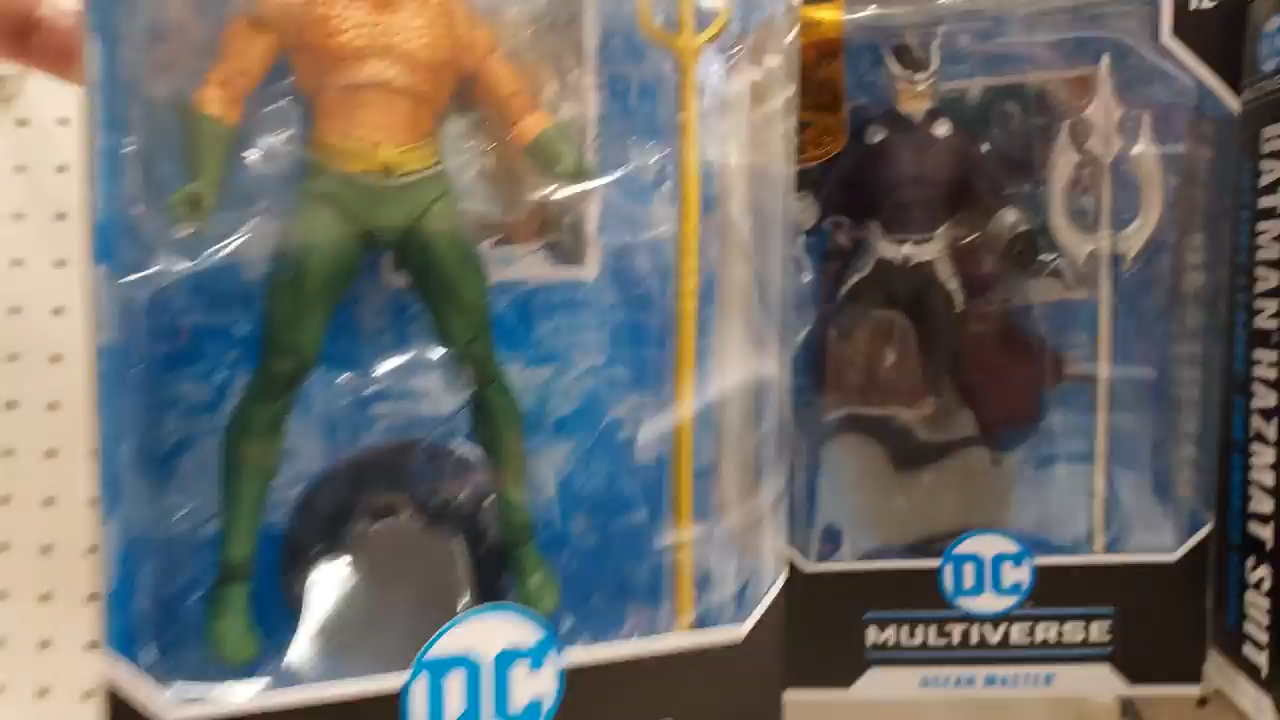 DC
DC
MULTIVERSE
OCEAN MASTER
BATMAN HAZMAT SUIT